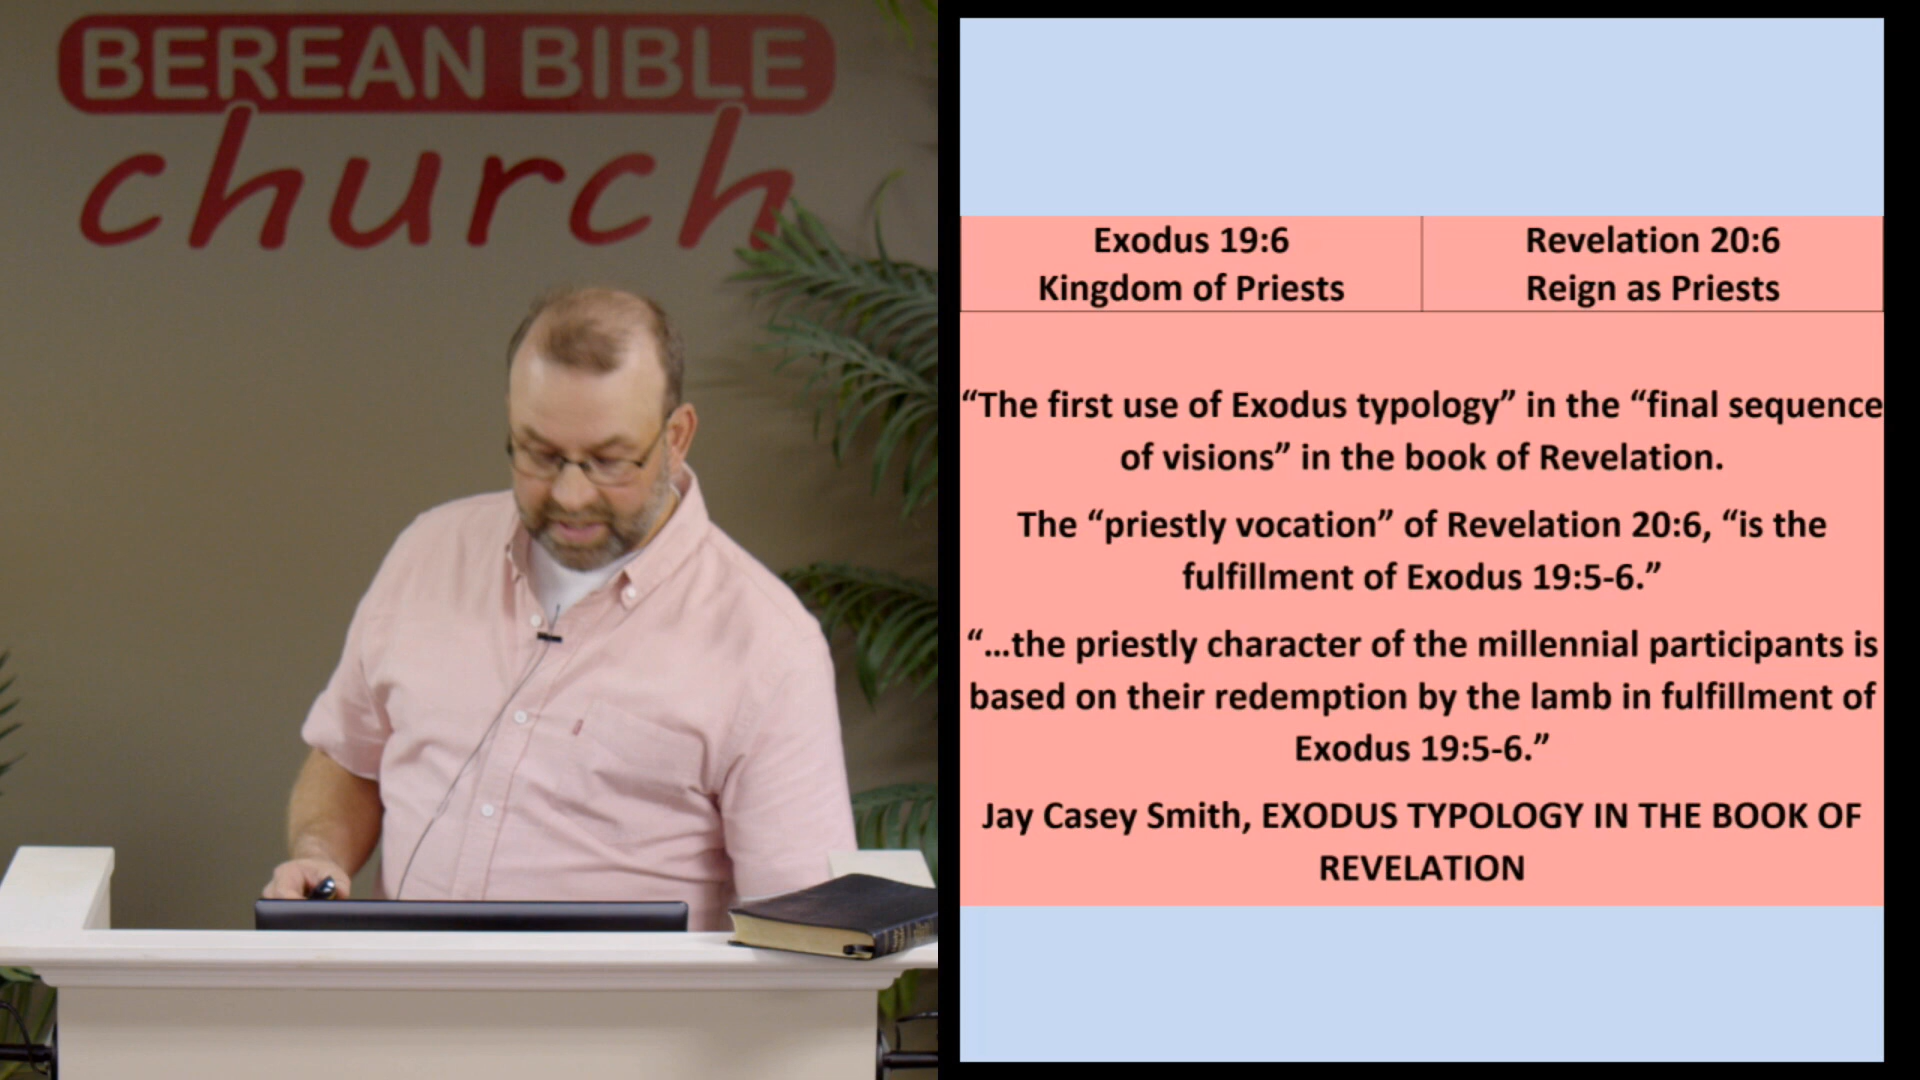 BEREAN BIBLE
church
Exodus 19:6
Kingdom of Priests
Revelation 20:6
Reign as Priests
“The first use of Exodus typology” in the “final sequence
of visions” in the book of Revelation.
The “priestly vocation” of Revelation 20:6, “is the
fulfillment of Exodus 19:5-6.”
“...the priestly character of the millennial participants is
based on their redemption by the lamb in fulfillment of
Exodus 19:5-6.”
Jay Casey Smith, EXODUS TYPOLOGY IN THE BOOK OF
REVELATION